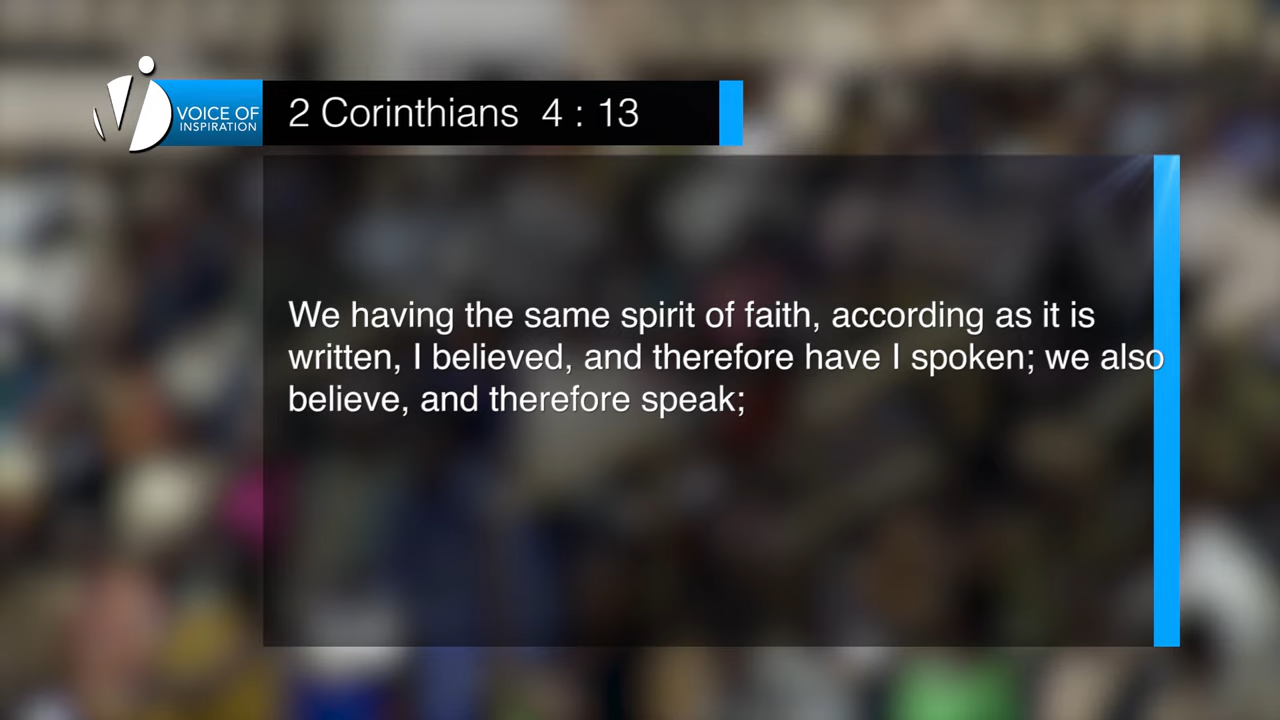 VOICE OF
INSPIRATION
2 Corinthians 4 : 13
We having the same spirit of faith, according as it is
written, I believed, and therefore have I spoken; we also
believe, and therefore speak;